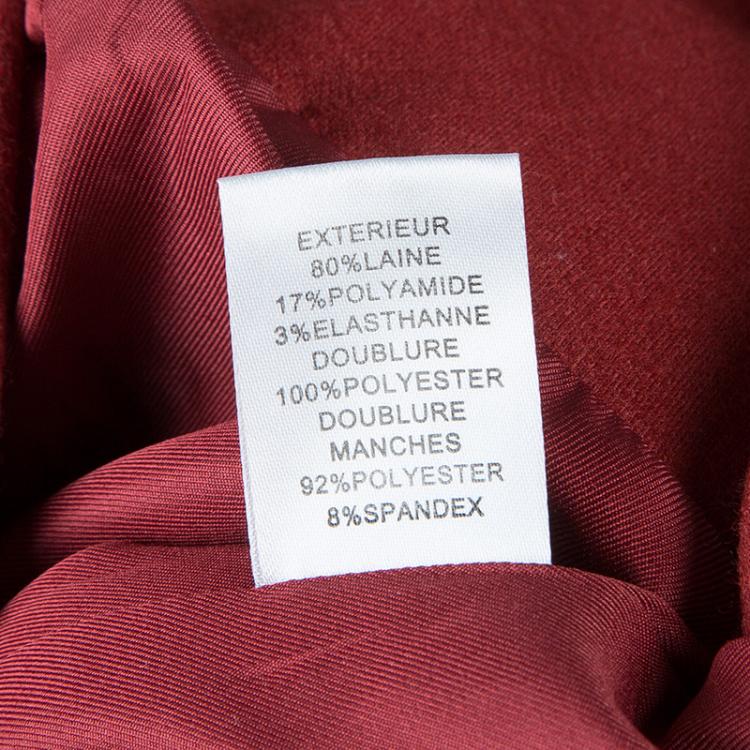 EXTERIEUR
80%LAINE
17%POLYAMIDE
3%ELASTHANNE
DOUBLURE
100%POLYESTER
DOUBLURE
MANCHES
92%POLYESTER
8%SPANDEX